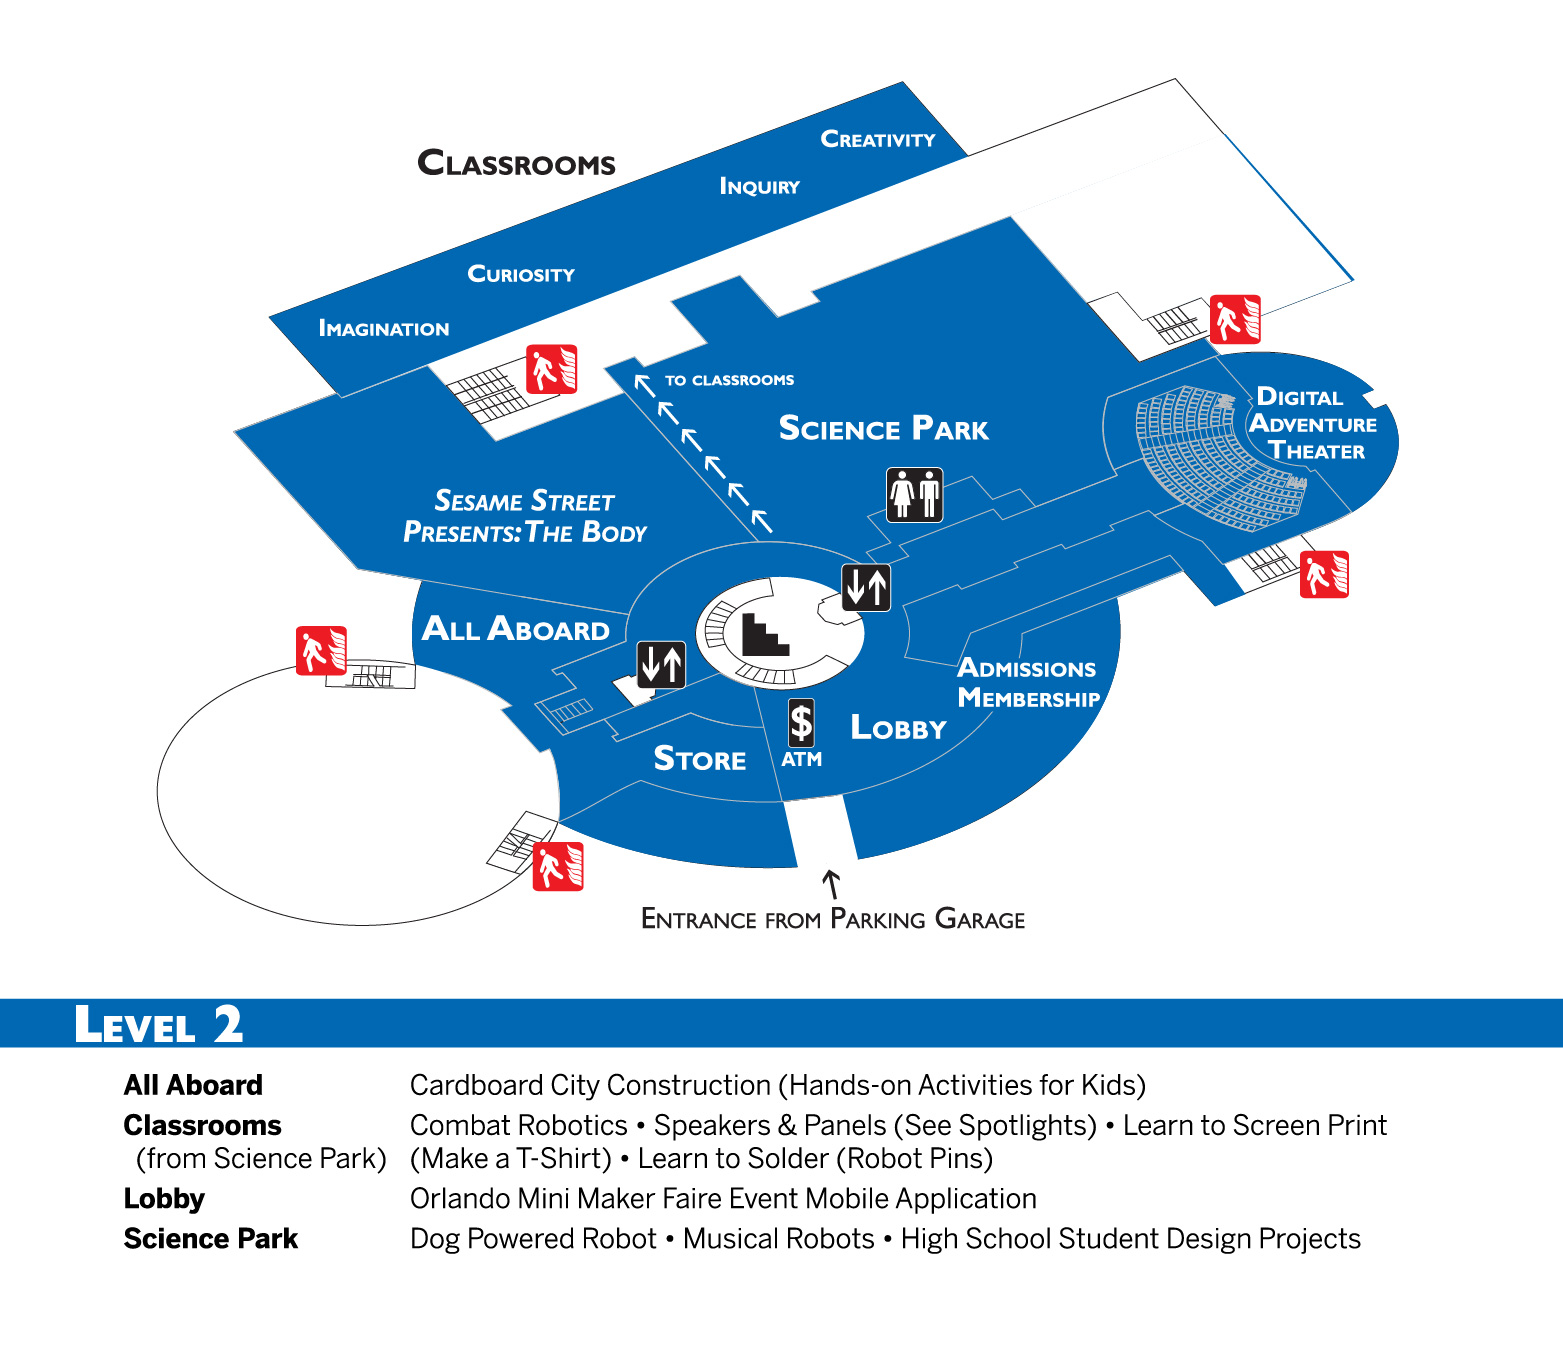 CLASSROOMS
CREATIVITY
INQUIRY
CURIOSITY
IMAGINATION
TO CLASSROOMS
SCIENCE PARK
DIGITAL
ADVENTURE
THEATER
SESAME STREET
PRESENTS: THE BODY
ALL ABOARD
ADMISSIONS
MEMBERSHIP
LOBBY
STORE
$
ATM
ENTRANCE FROM PARKING GARAGE
LEVEL 2
All Aboard Cardboard City Construction (Hands-on Activities for Kids)
Classrooms Combat Robotics • Speakers & Panels (See Spotlights) • Learn to Screen Print
(from Science Park) (Make a T-Shirt) • Learn to Solder (Robot Pins)
Lobby Orlando Mini Maker Faire Event Mobile Application
Science Park Dog Powered Robot • Musical Robots • High School Student Design Projects